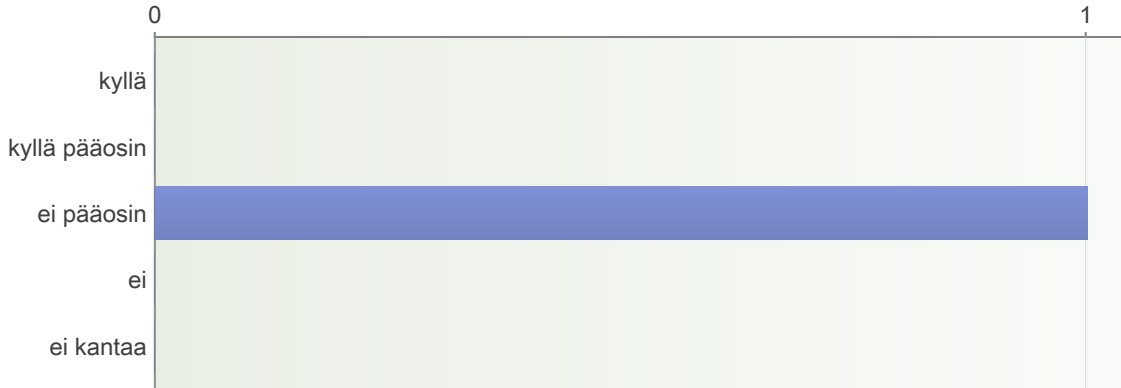 0 1
kyllä
kyllä pääosin
ei pääosin
ei
ei kantaa